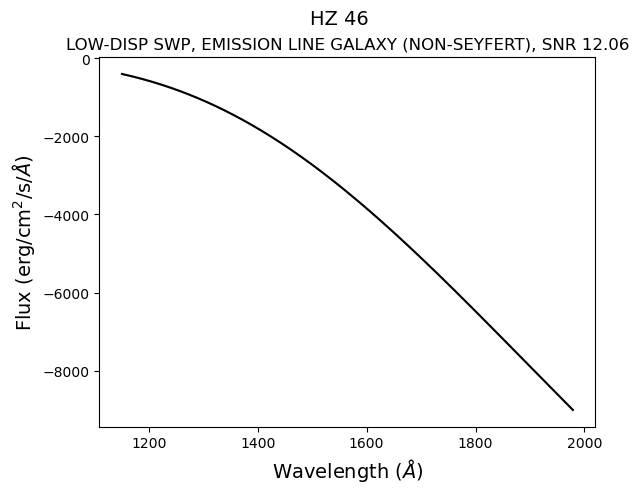 HZ 46
LOW-DISP SWP, EMISSION LINE GALAXY (NON-SEYFERT), SNR 12.06
0
−2000
−4000
−6000
−8000
Flux (erg/cm²/s/Å)
1200 1400 1600 1800 2000
Wavelength (Å)